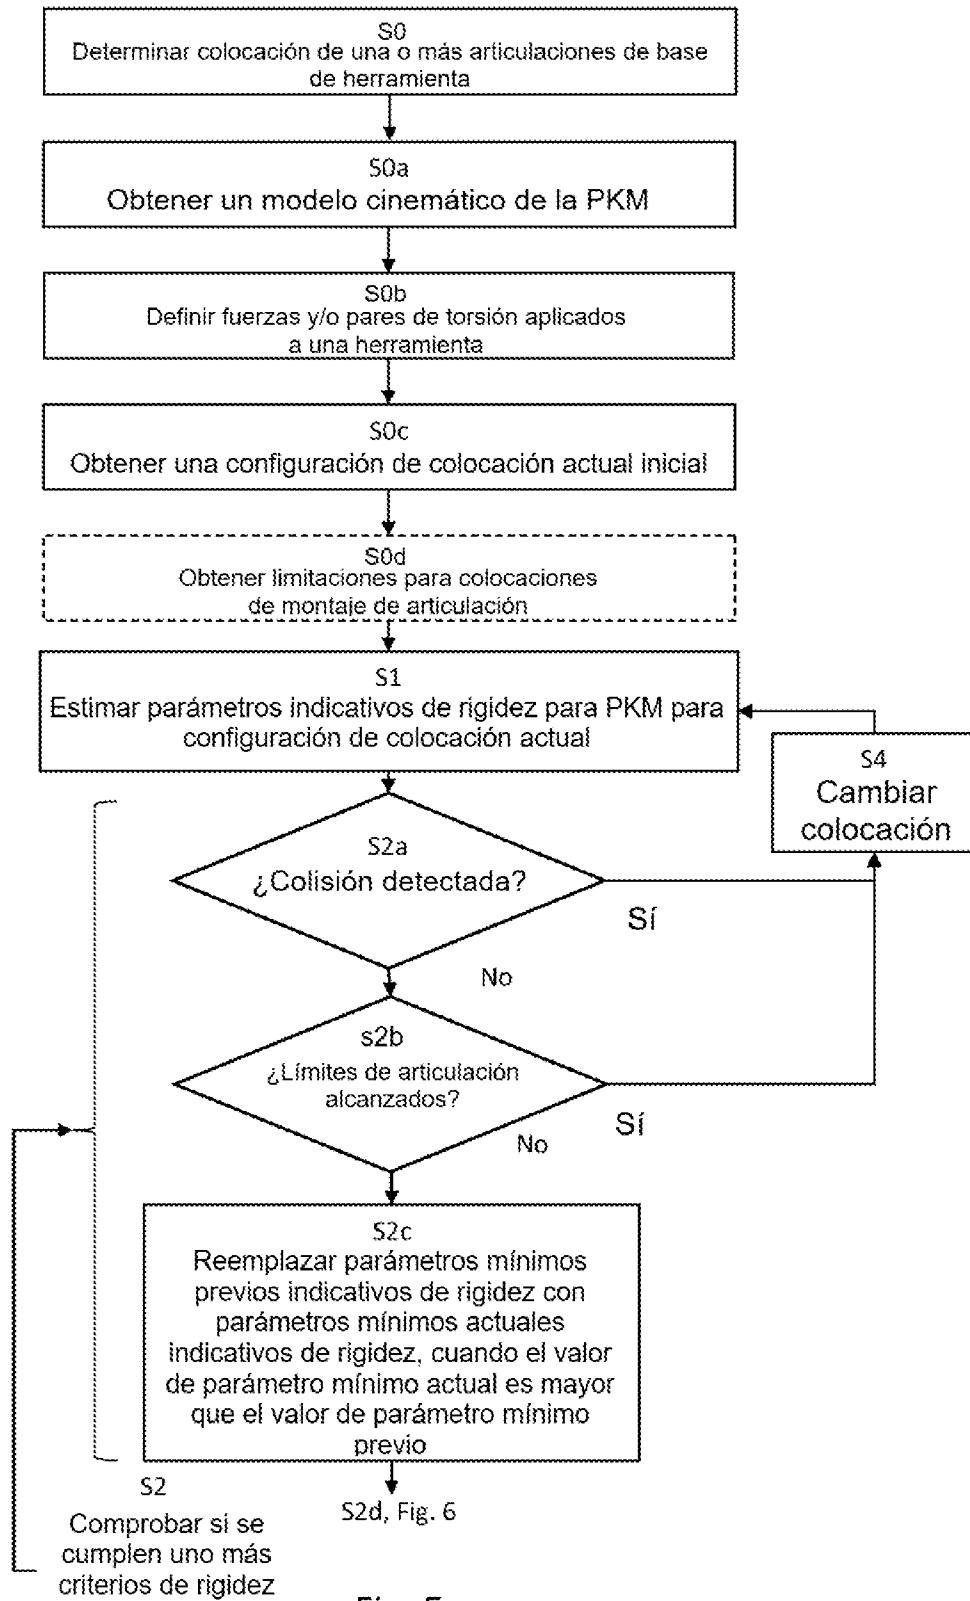 S0
Determinar colocación de una o más articulaciones de base
de herramienta
S0a
Obtener un modelo cinemático de la PKM
S0b
Definir fuerzas y/o pares de torsión aplicados
a una herramienta
S0c
Obtener una configuración de colocación actual inicial
S0d
Obtener limitaciones para colocaciones
de montaje de articulación
S1
Estimar parámetros indicativos de rigidez para PKM para
configuración de colocación actual
S4
Cambiar
colocación
S2a
¿Colisión detectada?
Sí
No
s2b
¿Límites de articulación
alcanzados?
Sí
No
S2c
Reemplazar parámetros mínimos
previos indicativos de rigidez con
parámetros mínimos actuales
indicativos de rigidez, cuando el valor
de parámetro mínimo actual es mayor
que el valor de parámetro mínimo
previo
S2
Comprobar si se
cumplen uno más
criterios de rigidez
S2d, Fig. 6